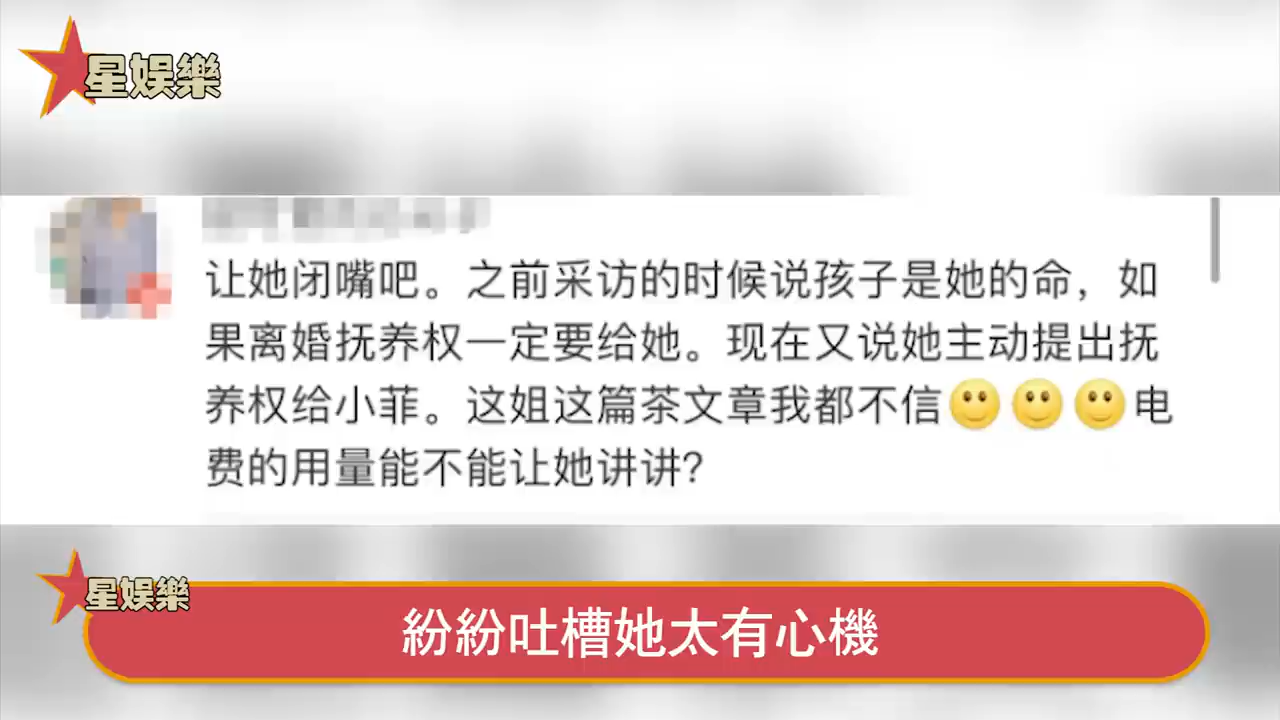 星娱樂
让她闭嘴吧。之前采访的时候说孩子是她的命，如
果离婚抚养权一定要给她。现在又说她主动提出抚
养权给小菲。这姐这篇茶文章我都不信🙂🙂🙂电
费的用量能不能让她讲讲？
星娱樂
紛紛吐槽她太有心機